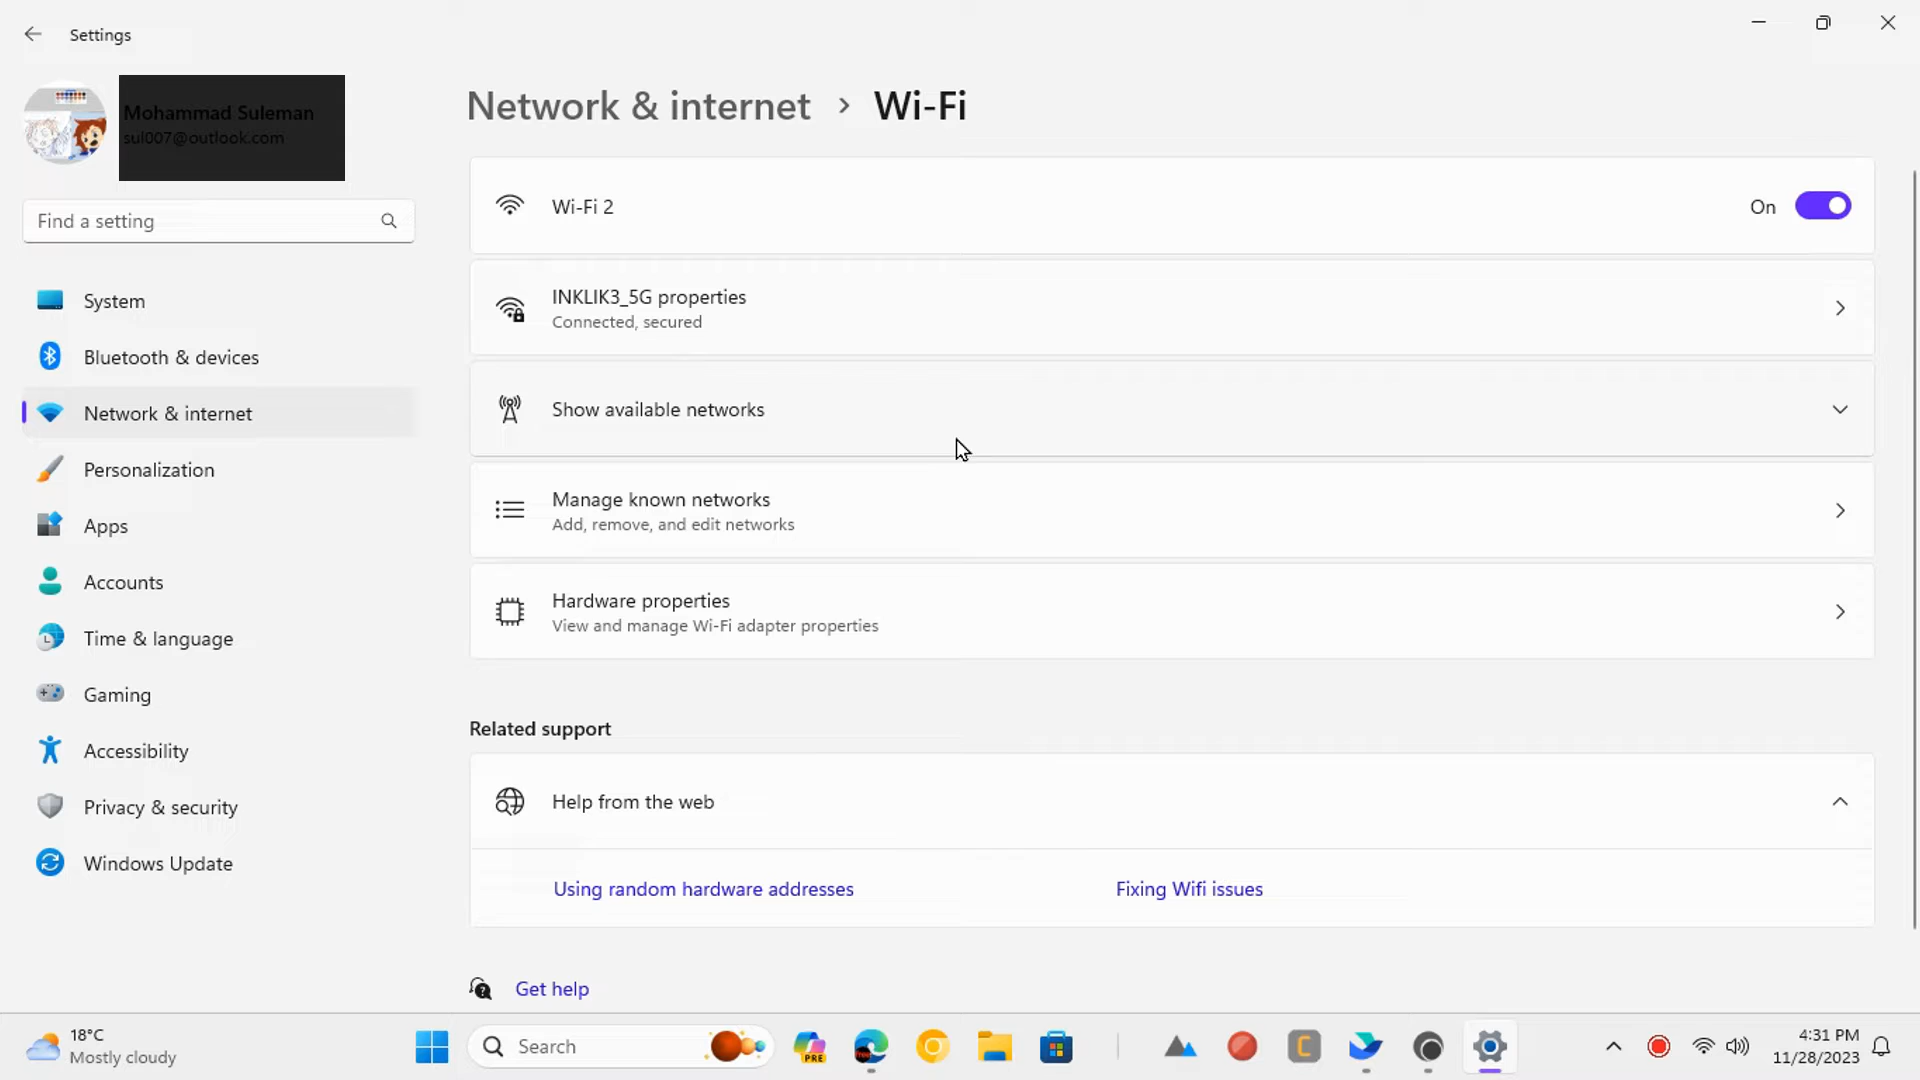 Settings
Mohammad Suleman
sul007@outlook.com
Find a setting
System
Bluetooth & devices
Network & internet
Personalization
Apps
Accounts
Time & language
Gaming
Accessibility
Privacy & security
Windows Update
Network & internet > Wi-Fi
Wi-Fi 2
On
INKLIK3_5G properties
Connected, secured
Show available networks
Manage known networks
Add, remove, and edit networks
Hardware properties
View and manage Wi-Fi adapter properties
Related support
Help from the web
Using random hardware addresses
Fixing Wifi issues
Get help
18°C
Mostly cloudy
Search
PRE
C
4:31 PM
11/28/2023